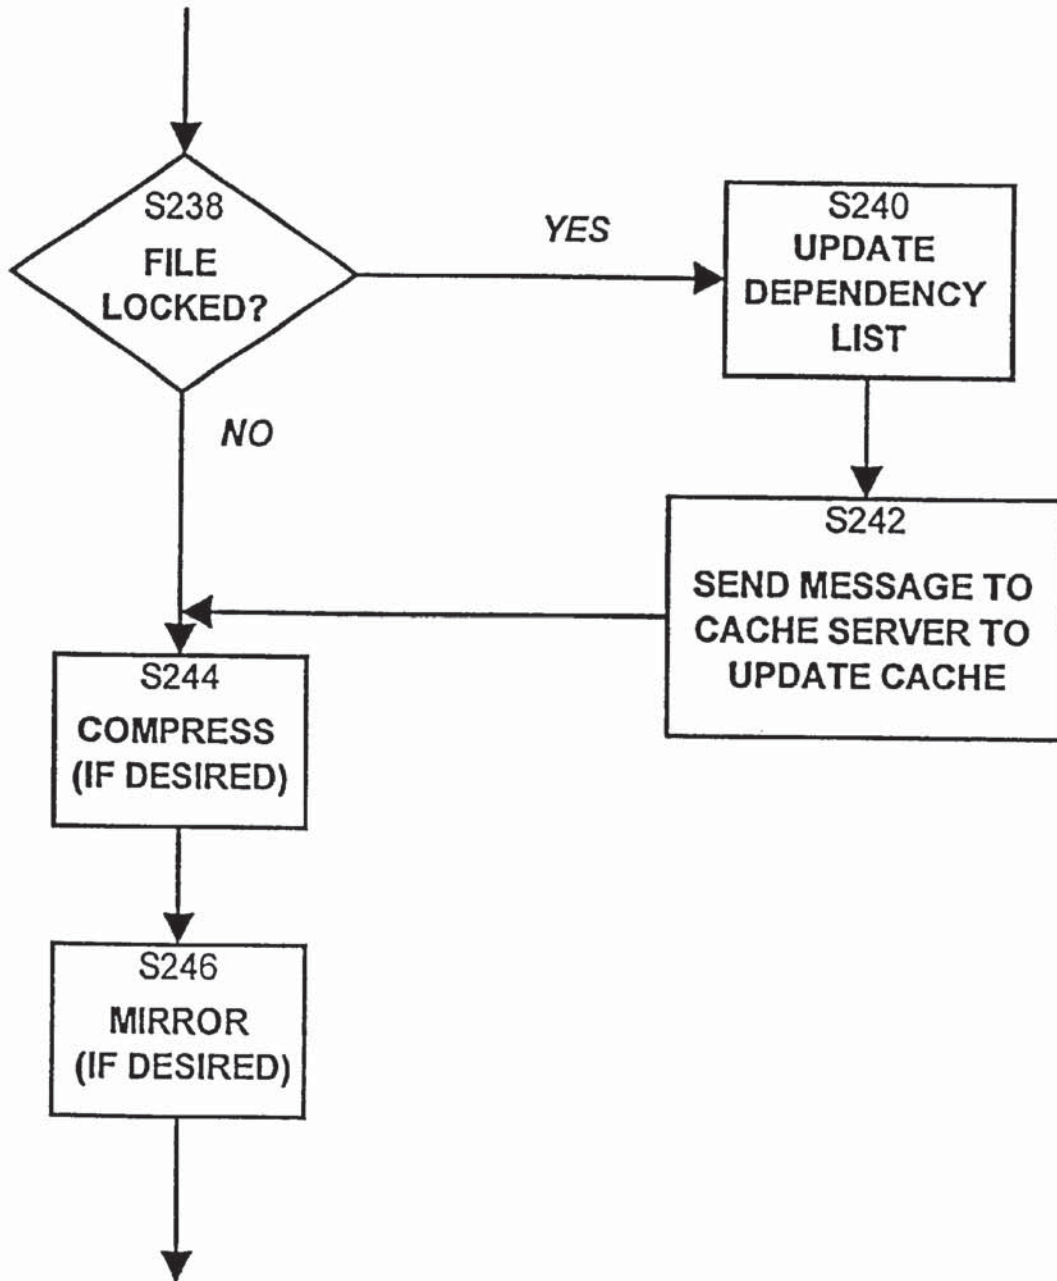 S238
FILE
LOCKED?
YES
S240
UPDATE
DEPENDENCY
LIST
NO
S242
SEND MESSAGE TO
CACHE SERVER TO
UPDATE CACHE
S244
COMPRESS
(IF DESIRED)
S246
MIRROR
(IF DESIRED)